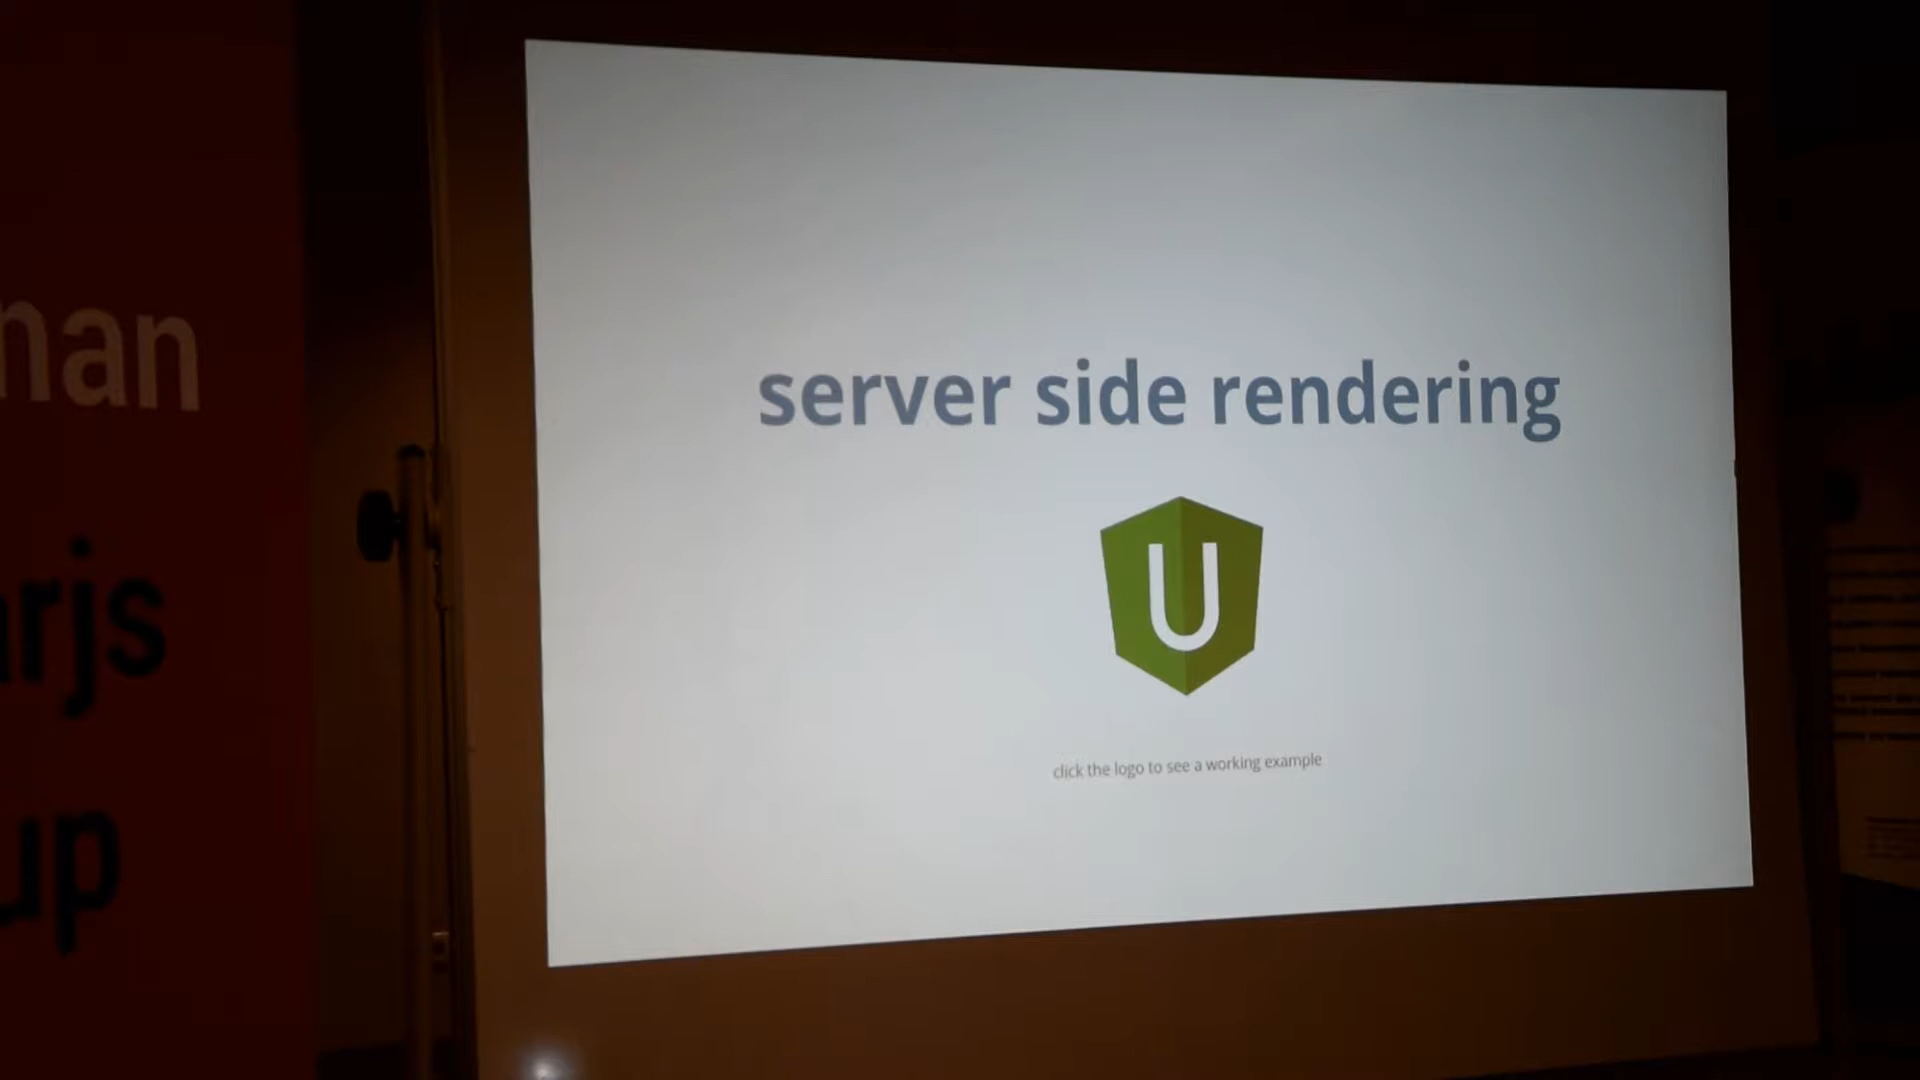 nan
arjs
up
server side rendering
U
click the logo to see a working example